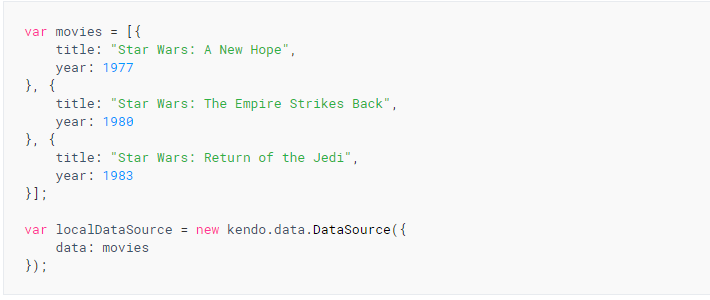 var movies = [{
    title: "Star Wars: A New Hope",
    year: 1977
}, {
    title: "Star Wars: The Empire Strikes Back",
    year: 1980
}, {
    title: "Star Wars: Return of the Jedi",
    year: 1983
}];
var localDataSource = new kendo.data.DataSource({
    data: movies
});